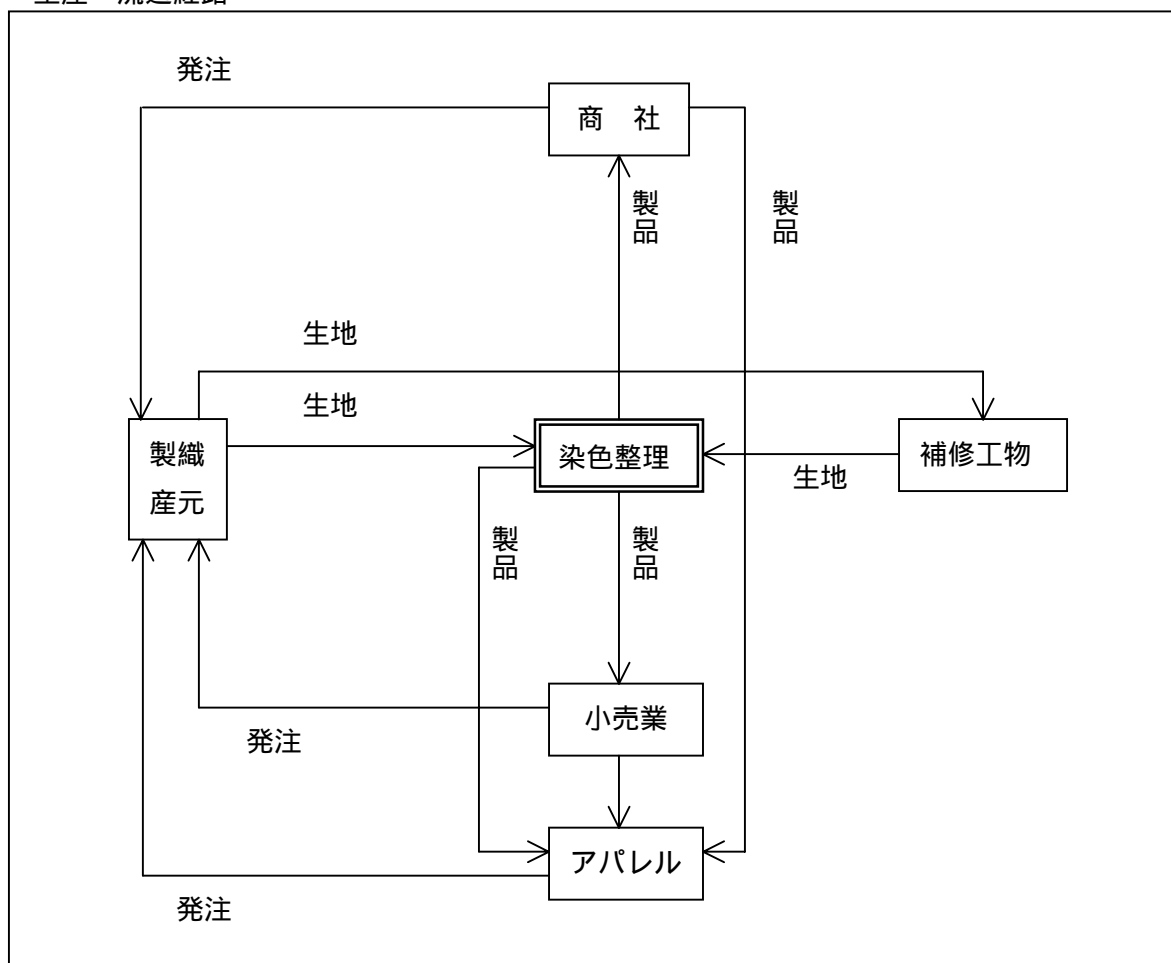 発注
商 社
製品
製品
生地
生地
製織
産元
染色整理
補修工物
生地
製品
製品
小売業
発注
アパレル
発注